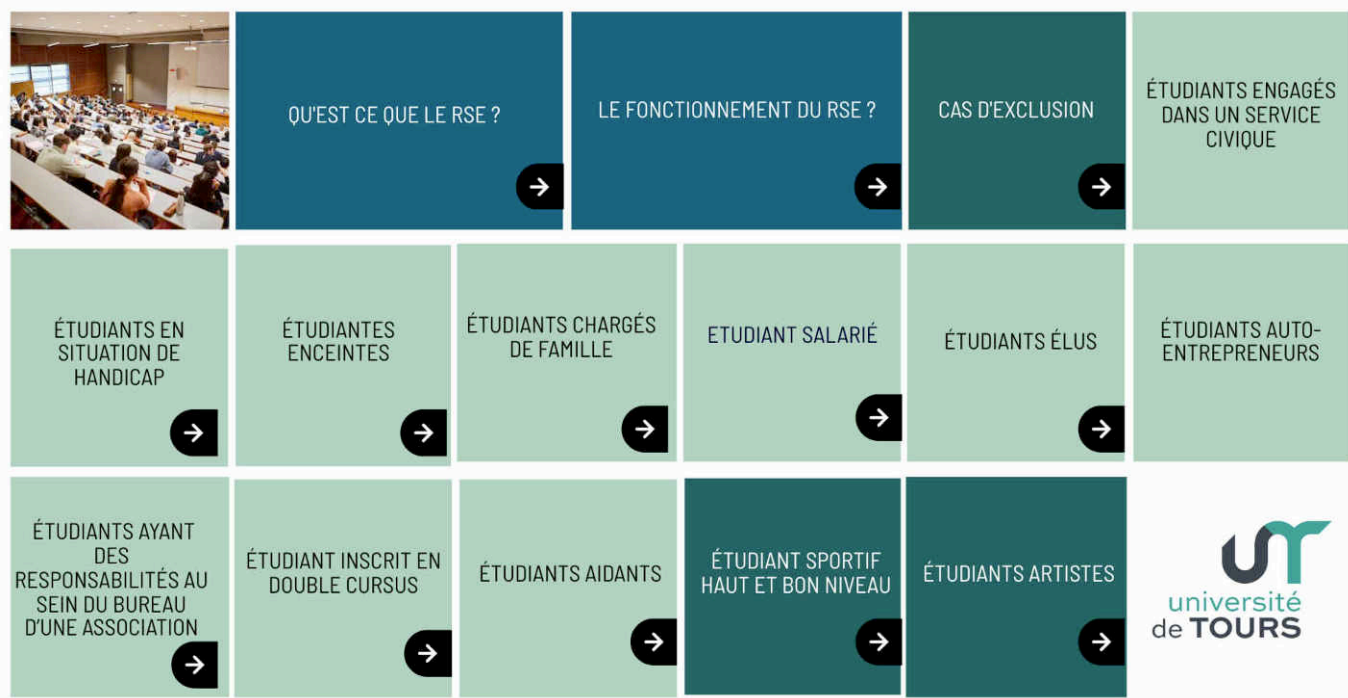 QU'EST CE QUE LE RSE ?
LE FONCTIONNEMENT DU RSE ?
CAS D'EXCLUSION
ÉTUDIANTS ENGAGÉS
DANS UN SERVICE
CIVIQUE
ÉTUDIANTS EN
SITUATION DE
HANDICAP
ÉTUDIANTES
ENCEINTES
ÉTUDIANTS CHARGÉS
DE FAMILLE
ETUDIANT SALARIÉ
ÉTUDIANTS ÉLUS
ÉTUDIANTS AUTO-
ENTREPRENEURS
ÉTUDIANTS AYANT
DES
RESPONSABILITÉS AU
SEIN DU BUREAU
D'UNE ASSOCIATION
ÉTUDIANT INSCRIT EN
DOUBLE CURSUS
ÉTUDIANTS AIDANTS
ÉTUDIANT SPORTIF
HAUT ET BON NIVEAU
ÉTUDIANTS ARTISTES
université
de TOURS